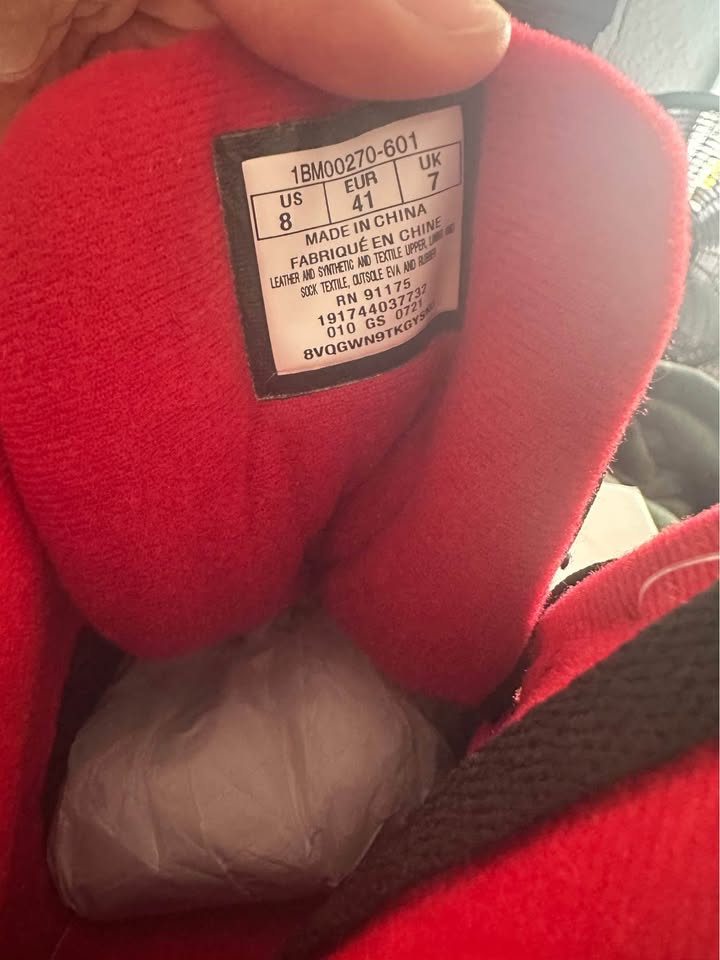 1BM00270-601
US EUR UK
8 41 7
MADE IN CHINA
FABRIQUÉ EN CHINE
LEATHER AND SYNTHETIC AND TEXTILE UPPER, LINING AND
SOCK TEXTILE, OUTSOLE EVA AND RUBBER
RN 91175
191744037732
010 GS 0721